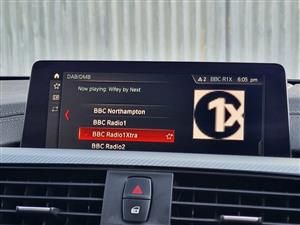 DAB/DMB
2 BBC R1X 6:05 pm
Now playing: Wifey by Next
BBC Northampton
BBC Radio1
BBC Radio1Xtra
BBC Radio2
1X